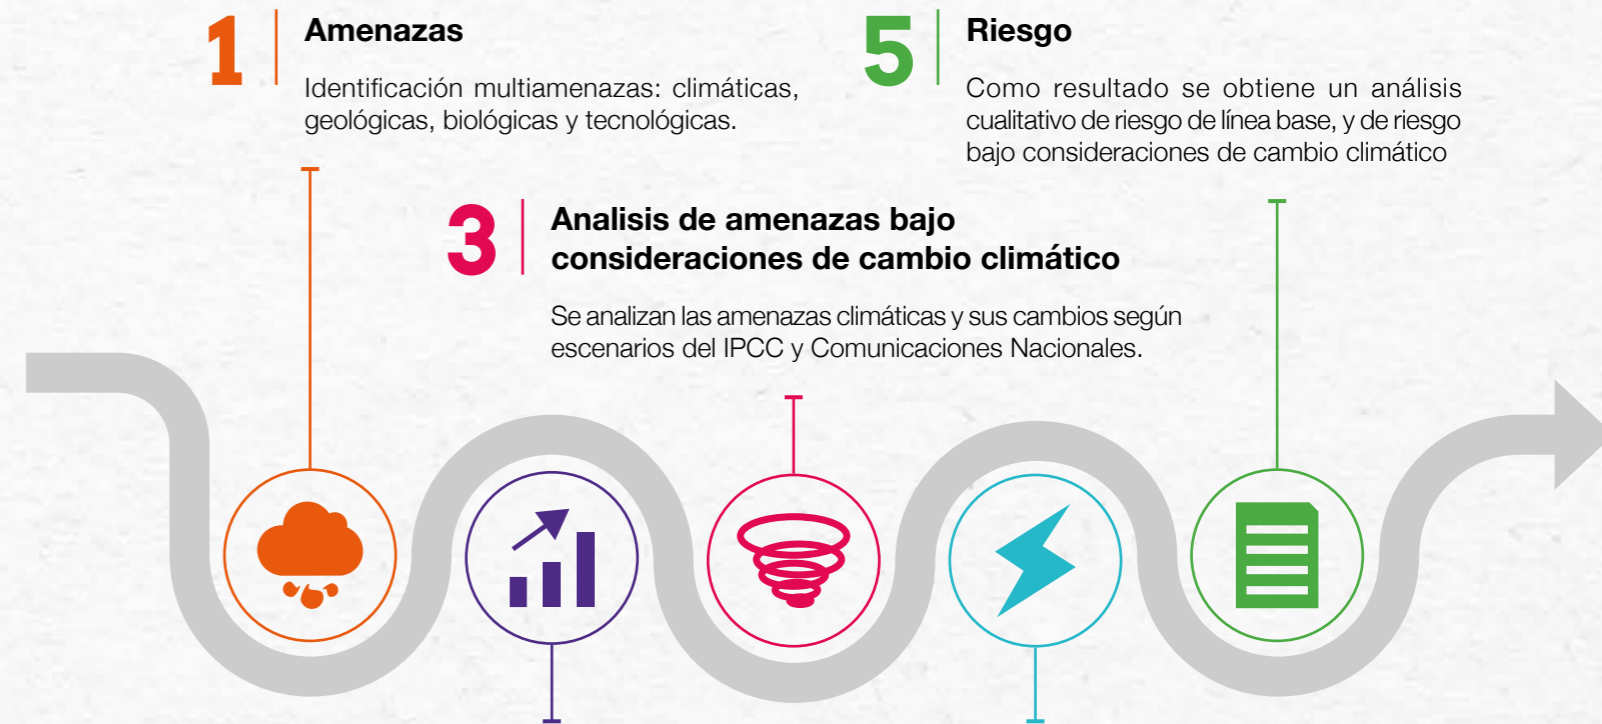 1
Amenazas
Identificación multiamenazas: climáticas,
geológicas, biológicas y tecnológicas.
3
Analisis de amenazas bajo
consideraciones de cambio climático
Se analizan las amenazas climáticas y sus cambios según
escenarios del IPCC y Comunicaciones Nacionales.
5
Riesgo
Como resultado se obtiene un análisis
cualitativo de riesgo de línea base, y de riesgo
bajo consideraciones de cambio climático